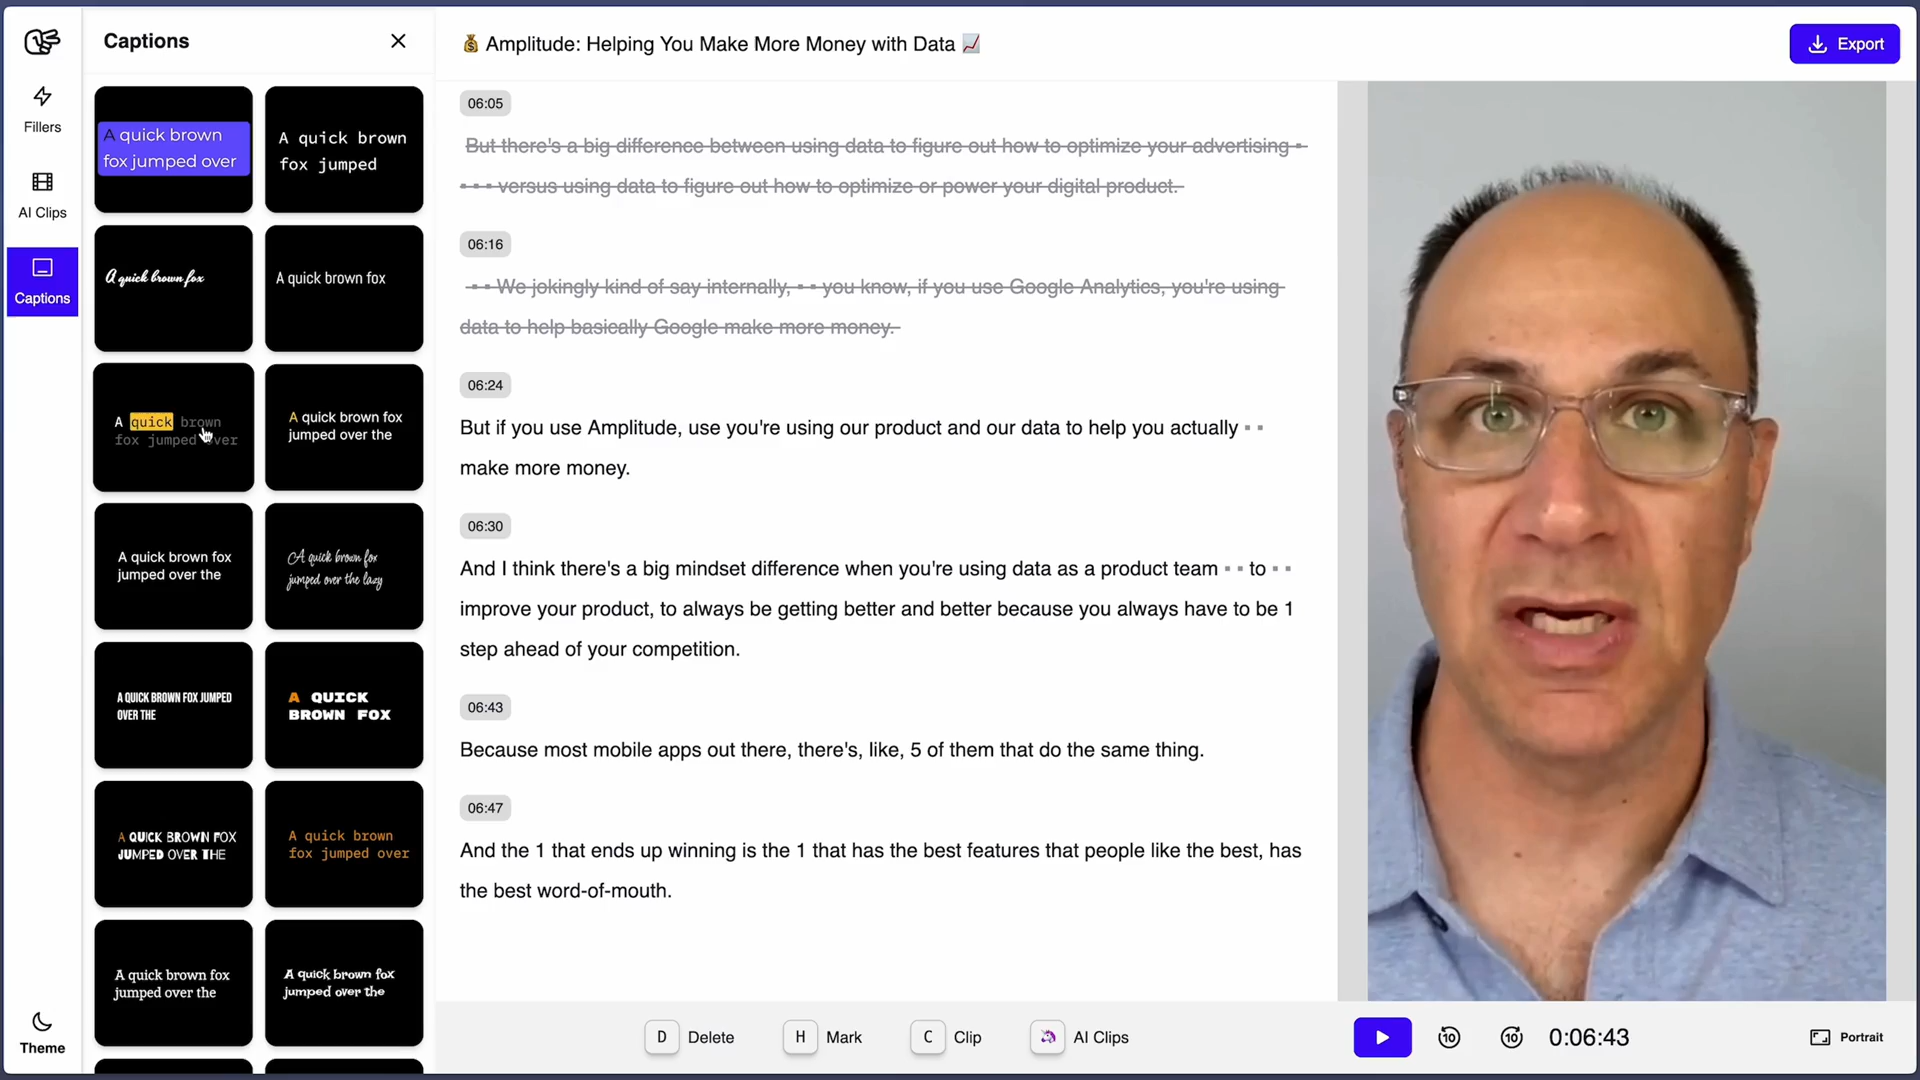 Captions
💰 Amplitude: Helping You Make More Money with Data 📈
Export
Fillers
AI Clips
Captions
Theme
A quick brown
fox jumped over
A quick brown
fox jumped
A quick brown fox
A quick brown fox
A quick brown
fox jumped over
A quick brown fox
jumped over the
A quick brown fox
jumped over the
A quick brown fox
jumped over the lazy
A QUICK BROWN FOX JUMPED
OVER THE
A QUICK
BROWN FOX
A QUICK BROWN FOX
JUMPED OVER THE
A quick brown
fox jumped over
A quick brown fox
jumped over the
A quick brown fox
jumped over the
06:05
But there's a big difference between using data to figure out how to optimize your advertising
versus using data to figure out how to optimize or power your digital product.
06:16
We jokingly kind of say internally, you know, if you use Google Analytics, you're using
data to help basically Google make more money.
06:24
But if you use Amplitude, use you're using our product and our data to help you actually
make more money.
06:30
And I think there's a big mindset difference when you're using data as a product team to
improve your product, to always be getting better and better because you always have to be 1
step ahead of your competition.
06:43
Because most mobile apps out there, there's, like, 5 of them that do the same thing.
06:47
And the 1 that ends up winning is the 1 that has the best features that people like the best, has
the best word-of-mouth.
D Delete
H Mark
C Clip
AI Clips
10
10
0:06:43
Portrait